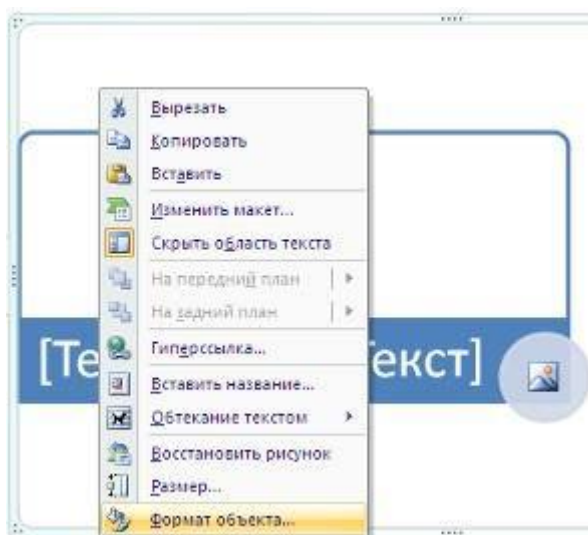 Вырезать
Копировать
Вставить
Изменить макет...
Скрыть область текста
На передний план
На задний план
Гиперссылка...
[Те екст]
Вставить название...
Обтекание текстом
Восстановить рисунок
Размер...
Формат объекта...